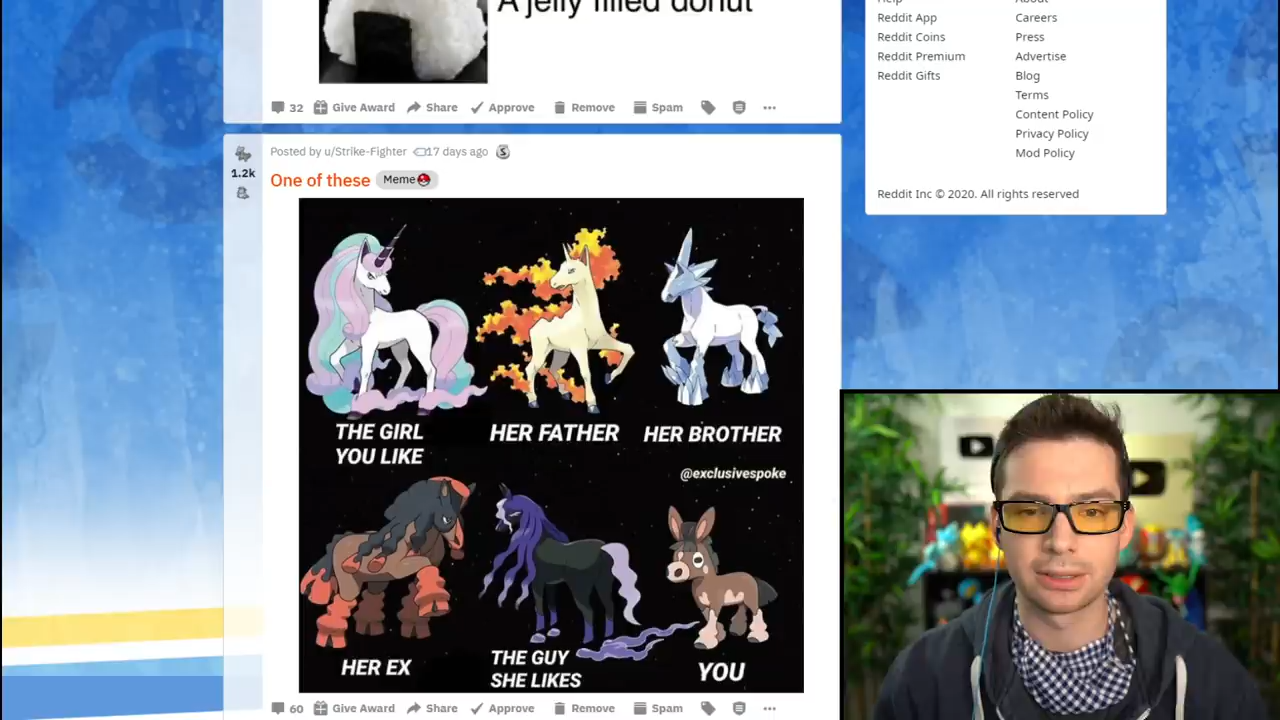 A jelly filled donut
32 Give Award Share Approve Remove Spam
Posted by u/Strike-Fighter 17 days ago
1.2k
One of these Meme
THE GIRL
YOU LIKE
HER FATHER
HER BROTHER
@exclusivespoke
HER EX
THE GUY
SHE LIKES
YOU
60 Give Award Share Approve Remove Spam
Help About
Reddit App Careers
Reddit Coins Press
Reddit Premium Advertise
Reddit Gifts Blog
Terms
Content Policy
Privacy Policy
Mod Policy
Reddit Inc © 2020. All rights reserved